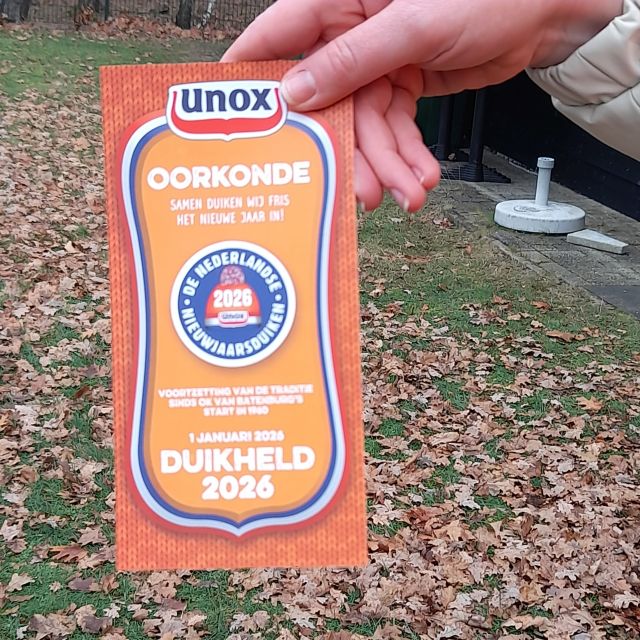 unox
OORKONDE
SAMEN DUIKEN WIJ FRIS
HET NIEUWE JAAR IN!
DE NEDERLANDSE
2026
unox
NIEUWJAARSDUIKEN
VOORTZETTING VAN DE TRADITIE
SINDS OK VAN BATENBURG'S
START IN 1960
1 JANUARI 2026
DUIKHELD
2026